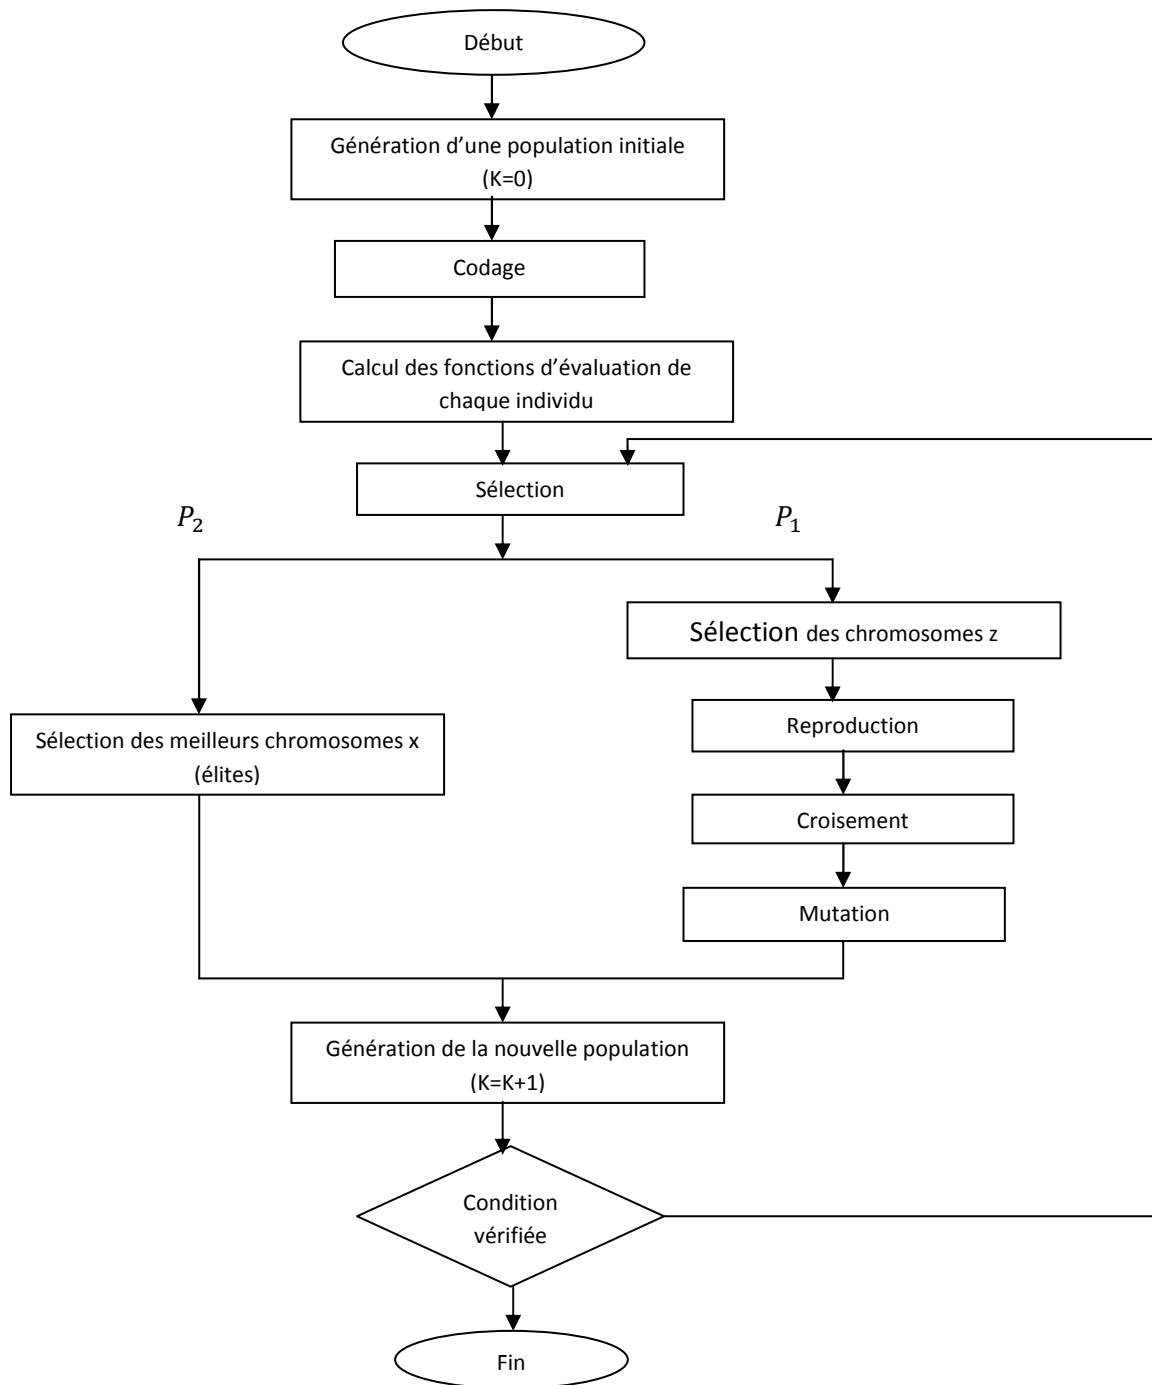 Début
Génération d’une population initiale
(K=0)
Codage
Calcul des fonctions d’évaluation de
chaque individu
Sélection
P₂
P₁
Sélection des chromosomes z
Reproduction
Sélection des meilleurs chromosomes x
(élites)
Croisement
Mutation
Génération de la nouvelle population
(K=K+1)
Condition
vérifiée
Fin